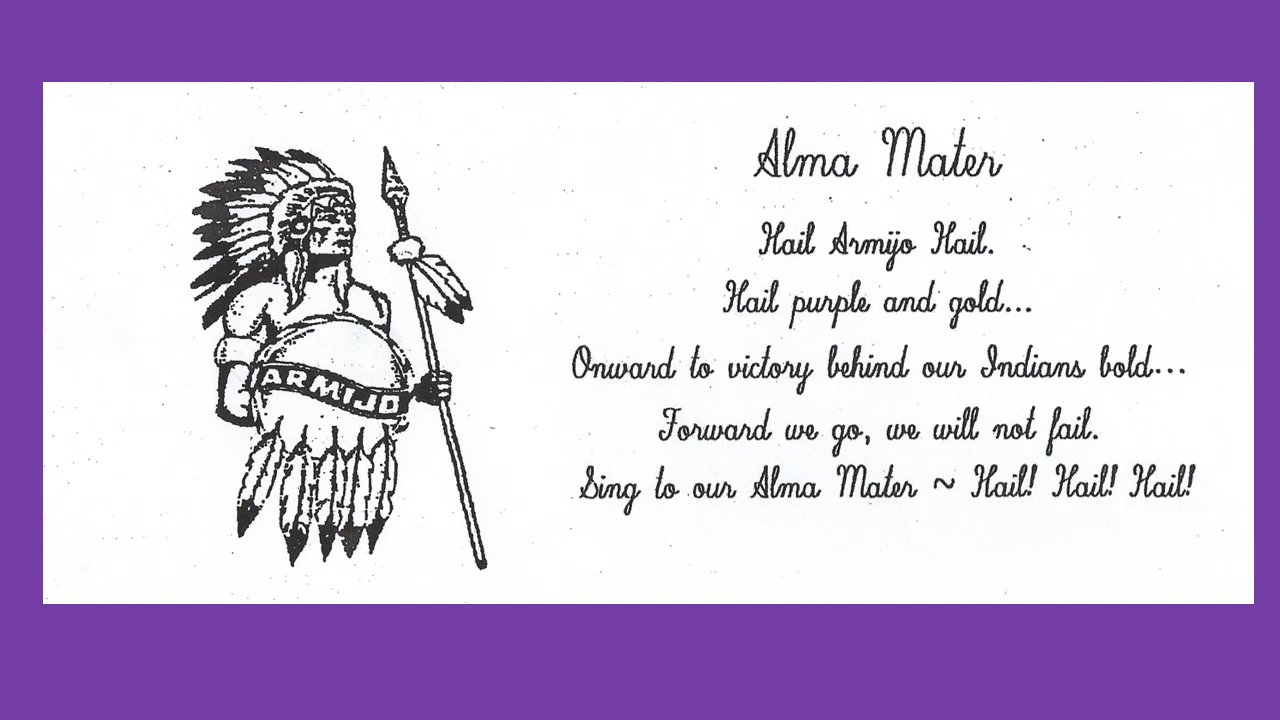 ARMIJO
Alma Mater
Hail Armijo Hail.
Hail purple and gold...
Onward to victory behind our Indians bold...
Forward we go, we will not fail.
Sing to our Alma Mater ~ Hail! Hail! Hail!